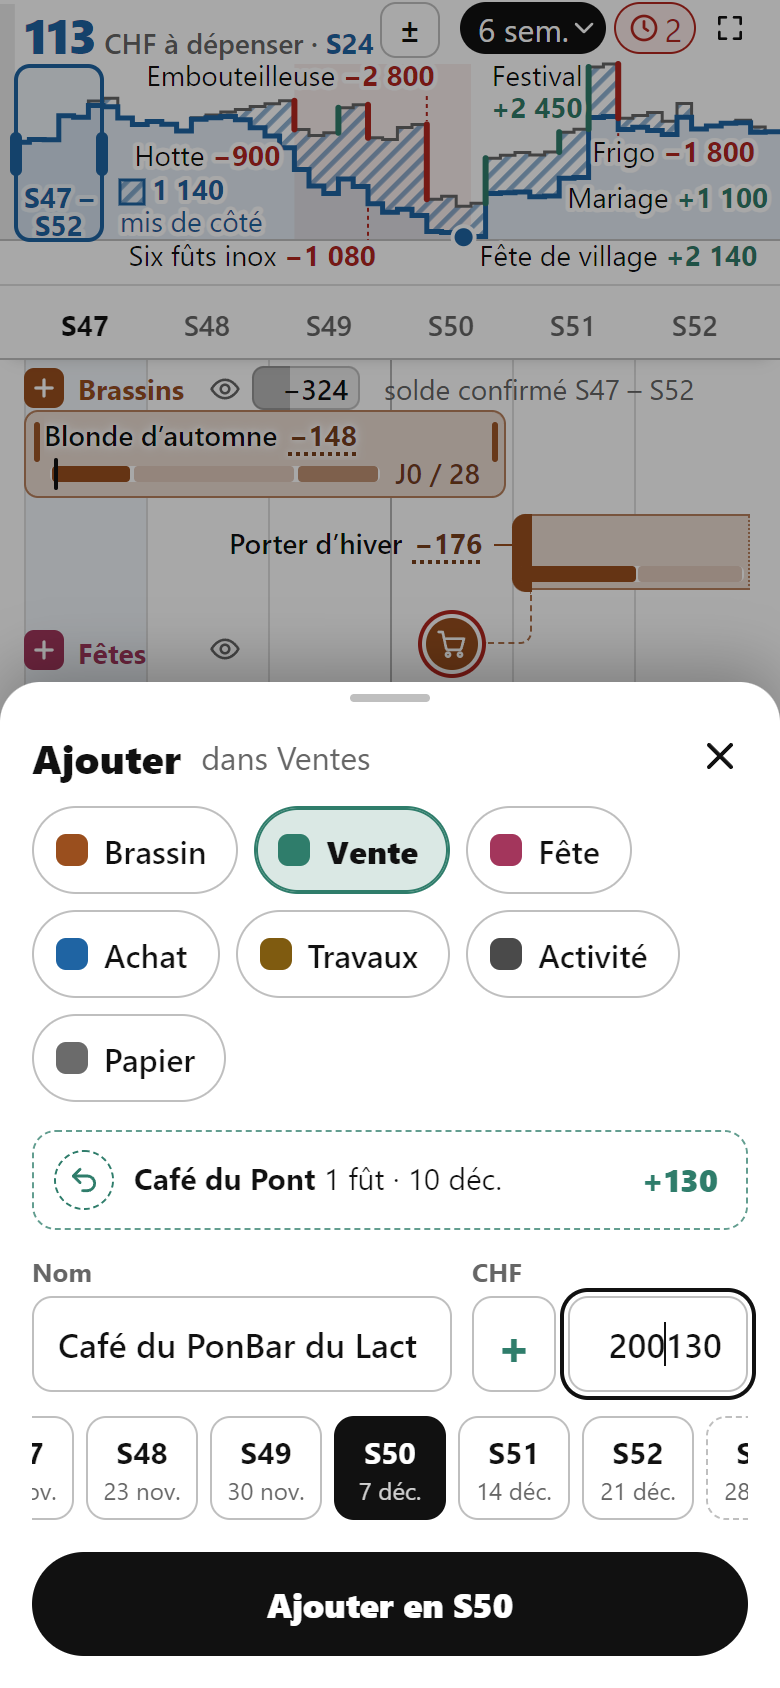 113 CHF à dépenser · S24 ± 6 sem. 2
Embouteilleuse −2 800 Festival
+2 450
Hotte −900 Frigo −1 800
S47 – 1 140 Mariage +1 100
S52 mis de côté
Six fûts inox −1 080 Fête de village +2 140
S47 S48 S49 S50 S51 S52
+ Brassins −324 solde confirmé S47 – S52
Blonde d’automne −148
J0 / 28
Porter d’hiver −176
+ Fêtes
Ajouter dans Ventes
Brassin Vente Fête
Achat Travaux Activité
Papier
Café du Pont 1 fût · 10 déc. +130
Nom CHF
Café du PonBar du Lact + 200130
7 S48 S49 S50 S51 S52 S
ov. 23 nov. 30 nov. 7 déc. 14 déc. 21 déc. 28
Ajouter en S50